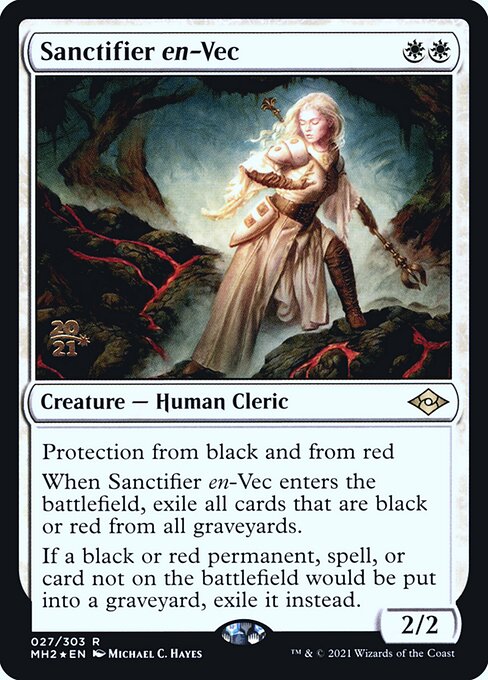 Sanctifier en-Vec
20
21
Creature — Human Cleric
Protection from black and from red
When Sanctifier en-Vec enters the
battlefield, exile all cards that are black
or red from all graveyards.
If a black or red permanent, spell, or
card not on the battlefield would be put
into a graveyard, exile it instead.
2/2
027/303 R
MH2★EN Michael C. Hayes
™ & © 2021 Wizards of the Coast